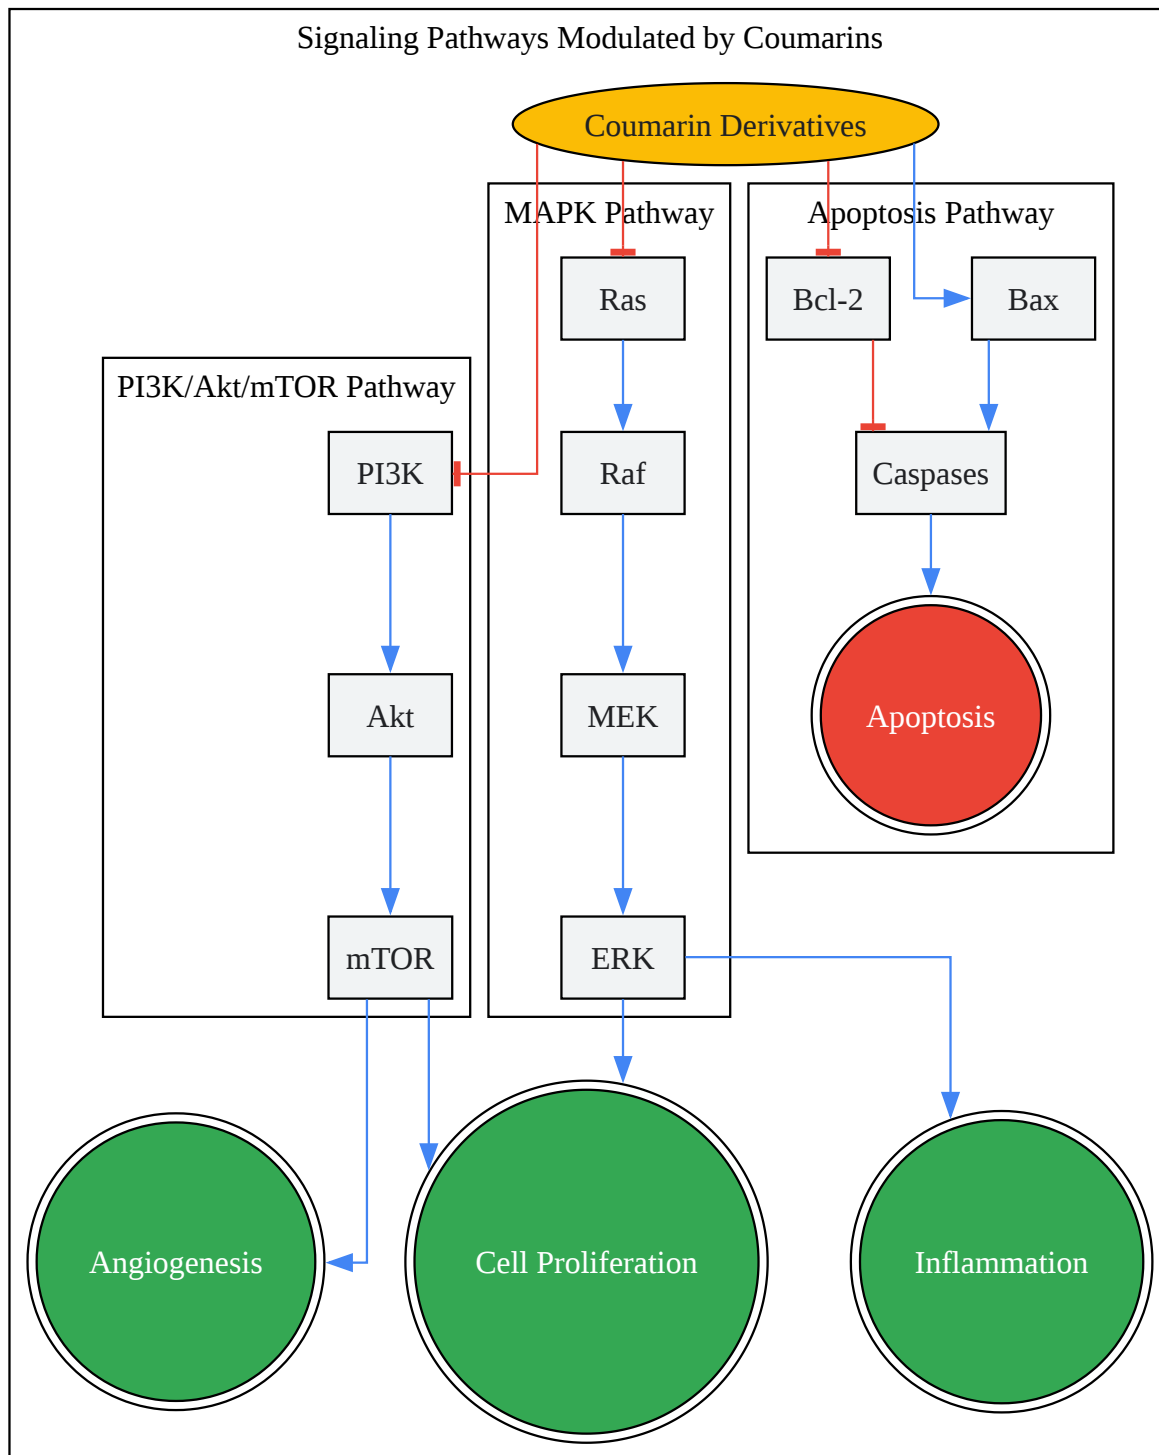 Signaling Pathways Modulated by Coumarins
Coumarin Derivatives
MAPK Pathway
Apoptosis Pathway
Ras
Bcl-2
Bax
PI3K/Akt/mTOR Pathway
PI3K
Raf
Caspases
Akt
MEK
Apoptosis
mTOR
ERK
Angiogenesis
Cell Proliferation
Inflammation